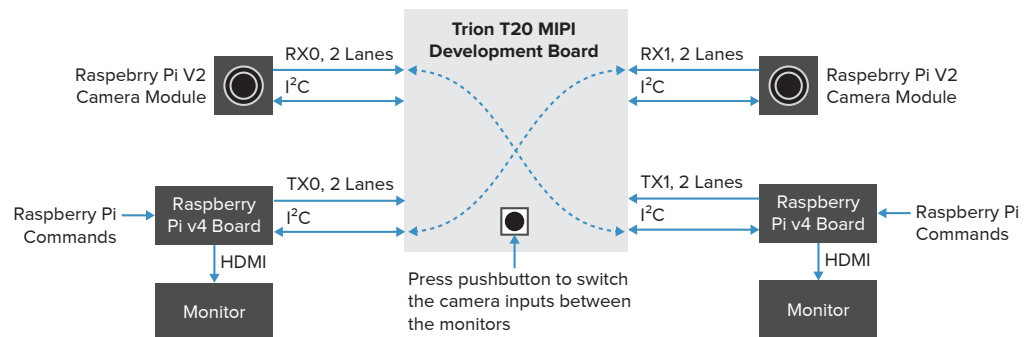 Trion T20 MIPI
Development Board
RX0, 2 Lanes
I²C
Raspebrry Pi V2
Camera Module
RX1, 2 Lanes
I²C
Raspebrry Pi V2
Camera Module
TX0, 2 Lanes
I²C
Raspberry
Pi v4 Board
Raspberry Pi
Commands
HDMI
Monitor
Press pushbutton to switch
the camera inputs between
the monitors
TX1, 2 Lanes
I²C
Raspberry
Pi v4 Board
Raspberry Pi
Commands
HDMI
Monitor